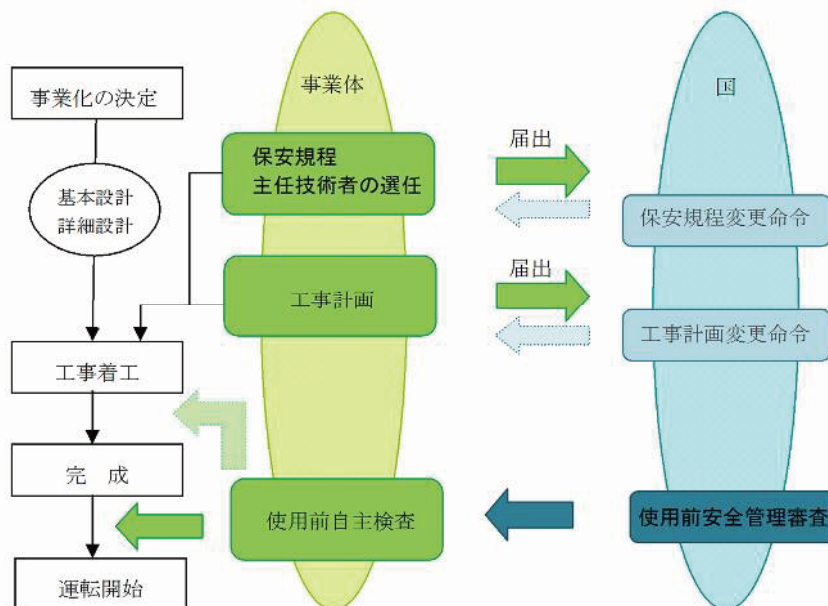 事業化の決定
基本設計
詳細設計
工事着工
完 成
運転開始
事業体
保安規程
主任技術者の選任
工事計画
使用前自主検査
届出
届出
国
保安規程変更命令
工事計画変更命令
使用前安全管理審査